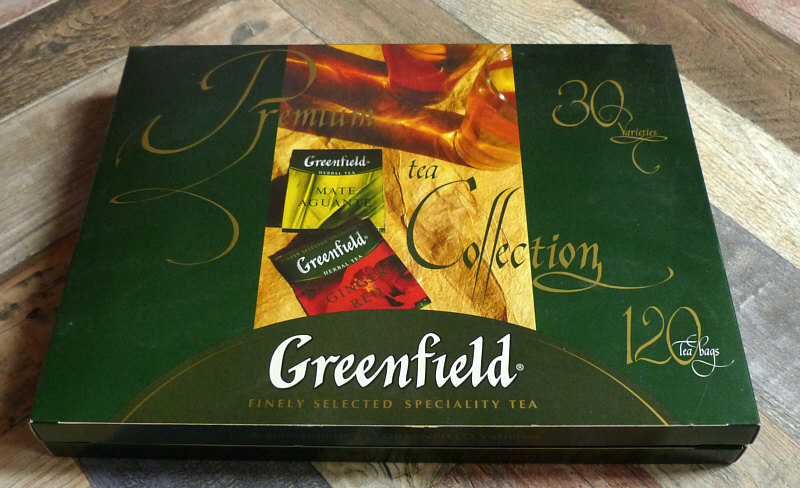 Premium
30
Varieties
Greenfield®
HERBAL TEA
MATE
AGUANTE
tea
Collection
Greenfield®
HERBAL TEA
GINGER
RED
120
Tea bags
Greenfield®
FINELY SELECTED SPECIALITY TEA